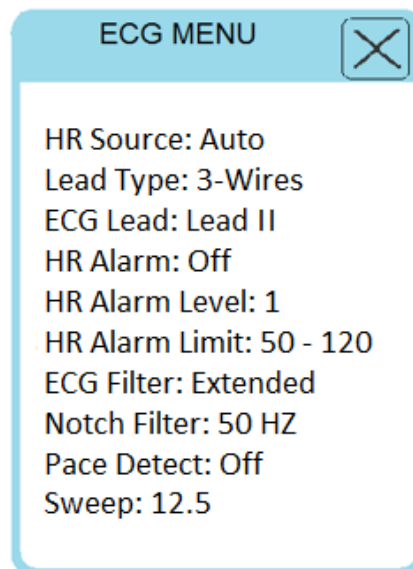 ECG MENU
HR Source: Auto
Lead Type: 3-Wires
ECG Lead: Lead II
HR Alarm: Off
HR Alarm Level: 1
HR Alarm Limit: 50 - 120
ECG Filter: Extended
Notch Filter: 50 HZ
Pace Detect: Off
Sweep: 12.5